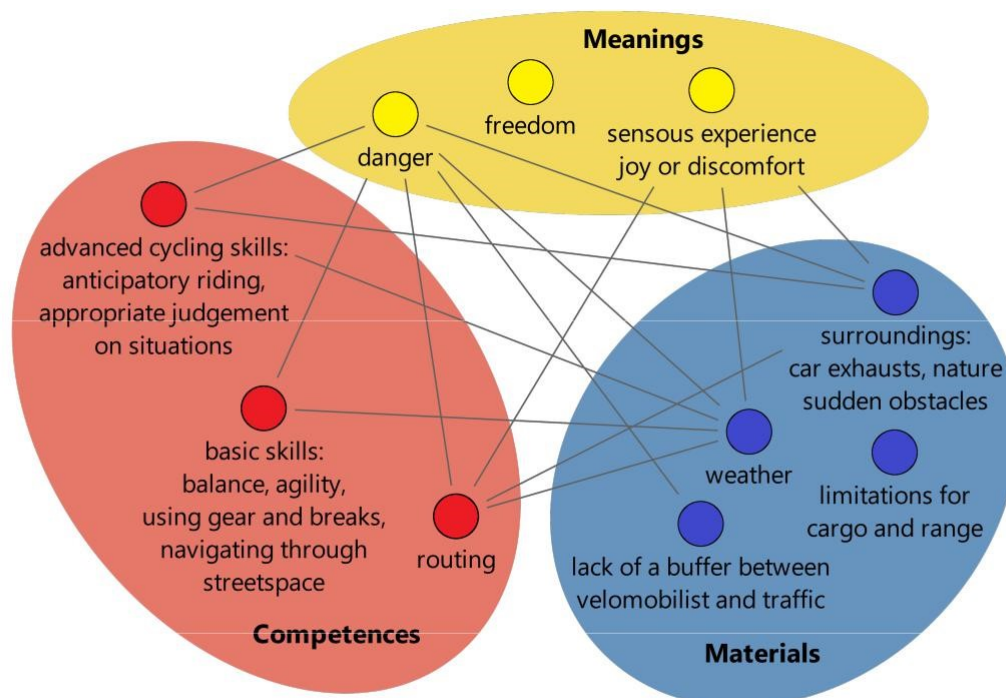 Meanings
danger
freedom
sensous experience
joy or discomfort
advanced cycling skills:
anticipatory riding,
appropriate judgement
on situations
basic skills:
balance, agility,
using gear and breaks,
navigating through
streetspace
routing
Competences
surroundings:
car exhausts, nature
sudden obstacles
weather
limitations for
cargo and range
lack of a buffer between
velomobilist and traffic
Materials